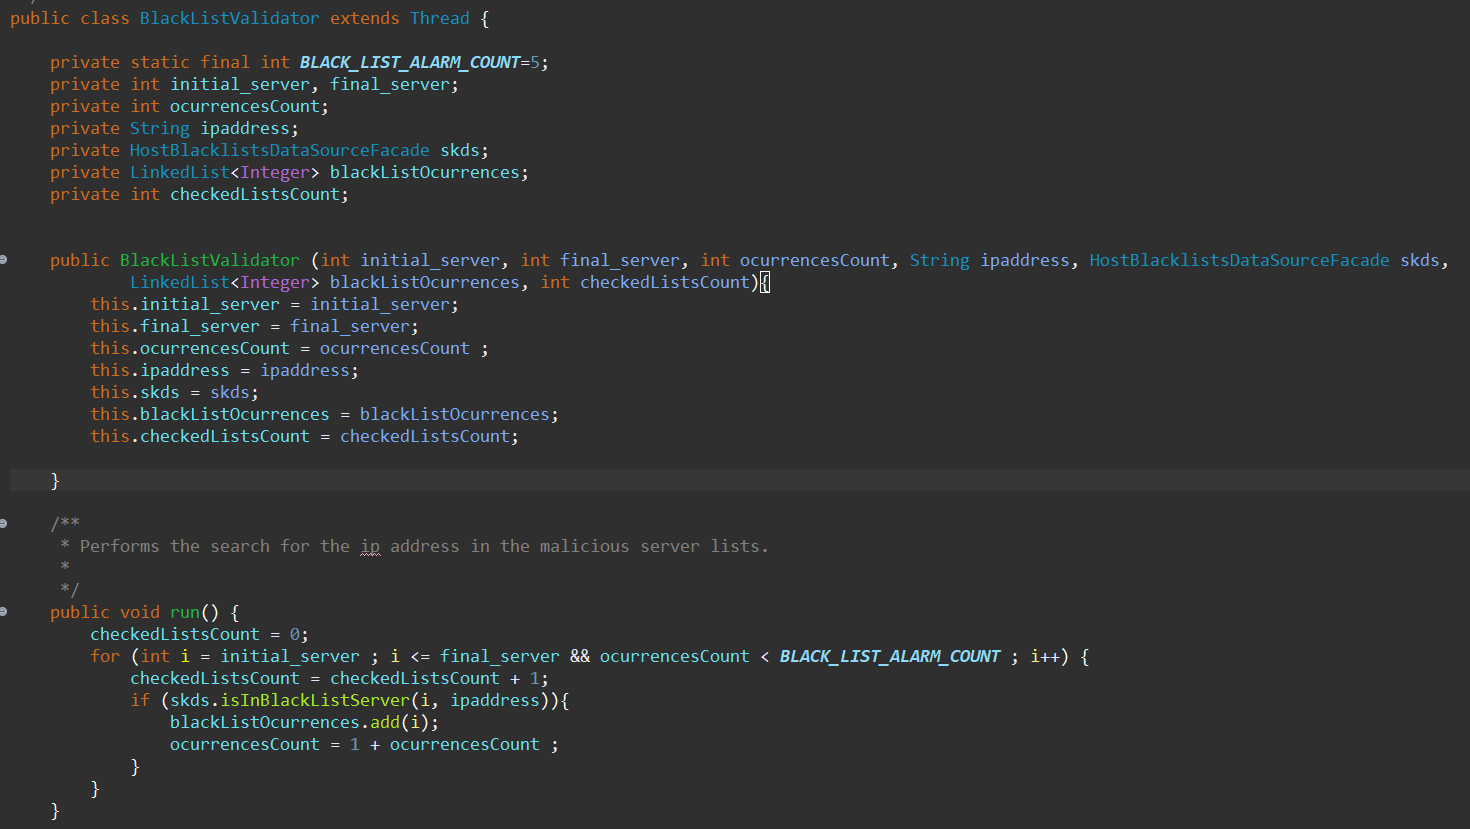 public class BlackListValidator extends Thread {
private static final int BLACK_LIST_ALARM_COUNT=5;
private int initial_server, final_server;
private int ocurrencesCount;
private String ipaddress;
private HostBlacklistsDataSourceFacade skds;
private LinkedList<Integer> blackListOcurrences;
private int checkedListsCount;
public BlackListValidator (int initial_server, int final_server, int ocurrencesCount, String ipaddress, HostBlacklistsDataSourceFacade skds,
LinkedList<Integer> blackListOcurrences, int checkedListsCount){
this.initial_server = initial_server;
this.final_server = final_server;
this.ocurrencesCount = ocurrencesCount ;
this.ipaddress = ipaddress;
this.skds = skds;
this.blackListOcurrences = blackListOcurrences;
this.checkedListsCount = checkedListsCount;
}
/**
* Performs the search for the ip address in the malicious server lists.
*
*/
public void run() {
checkedListsCount = 0;
for (int i = initial_server ; i <= final_server && ocurrencesCount < BLACK_LIST_ALARM_COUNT ; i++) {
checkedListsCount = checkedListsCount + 1;
if (skds.isInBlackListServer(i, ipaddress)){
blackListOcurrences.add(i);
ocurrencesCount = 1 + ocurrencesCount ;
}
}
}